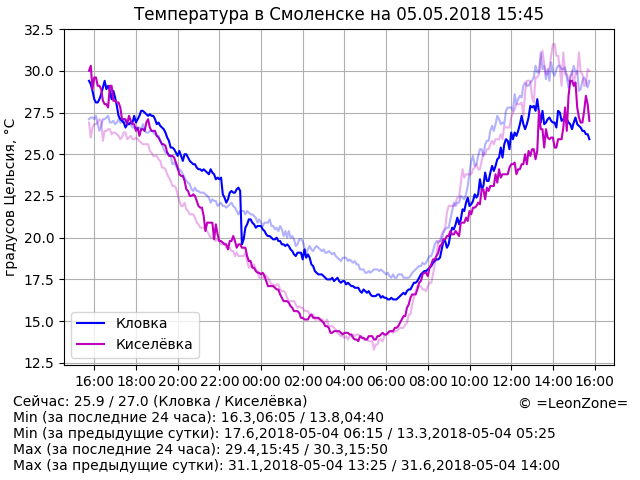 Температура в Смоленске на 05.05.2018 15:45
градусов Цельсия, °C
32.5
30.0
27.5
25.0
22.5
20.0
17.5
15.0
12.5
Кловка
Киселёвка
16:00 18:00 20:00 22:00 00:00 02:00 04:00 06:00 08:00 10:00 12:00 14:00 16:00
Сейчас: 25.9 / 27.0 (Кловка / Киселёвка)
© =LeonZone=
Min (за последние 24 часа): 16.3,06:05 / 13.8,04:40
Min (за предыдущие сутки): 17.6,2018-05-04 06:15 / 13.3,2018-05-04 05:25
Max (за последние 24 часа): 29.4,15:45 / 30.3,15:50
Max (за предыдущие сутки): 31.1,2018-05-04 13:25 / 31.6,2018-05-04 14:00